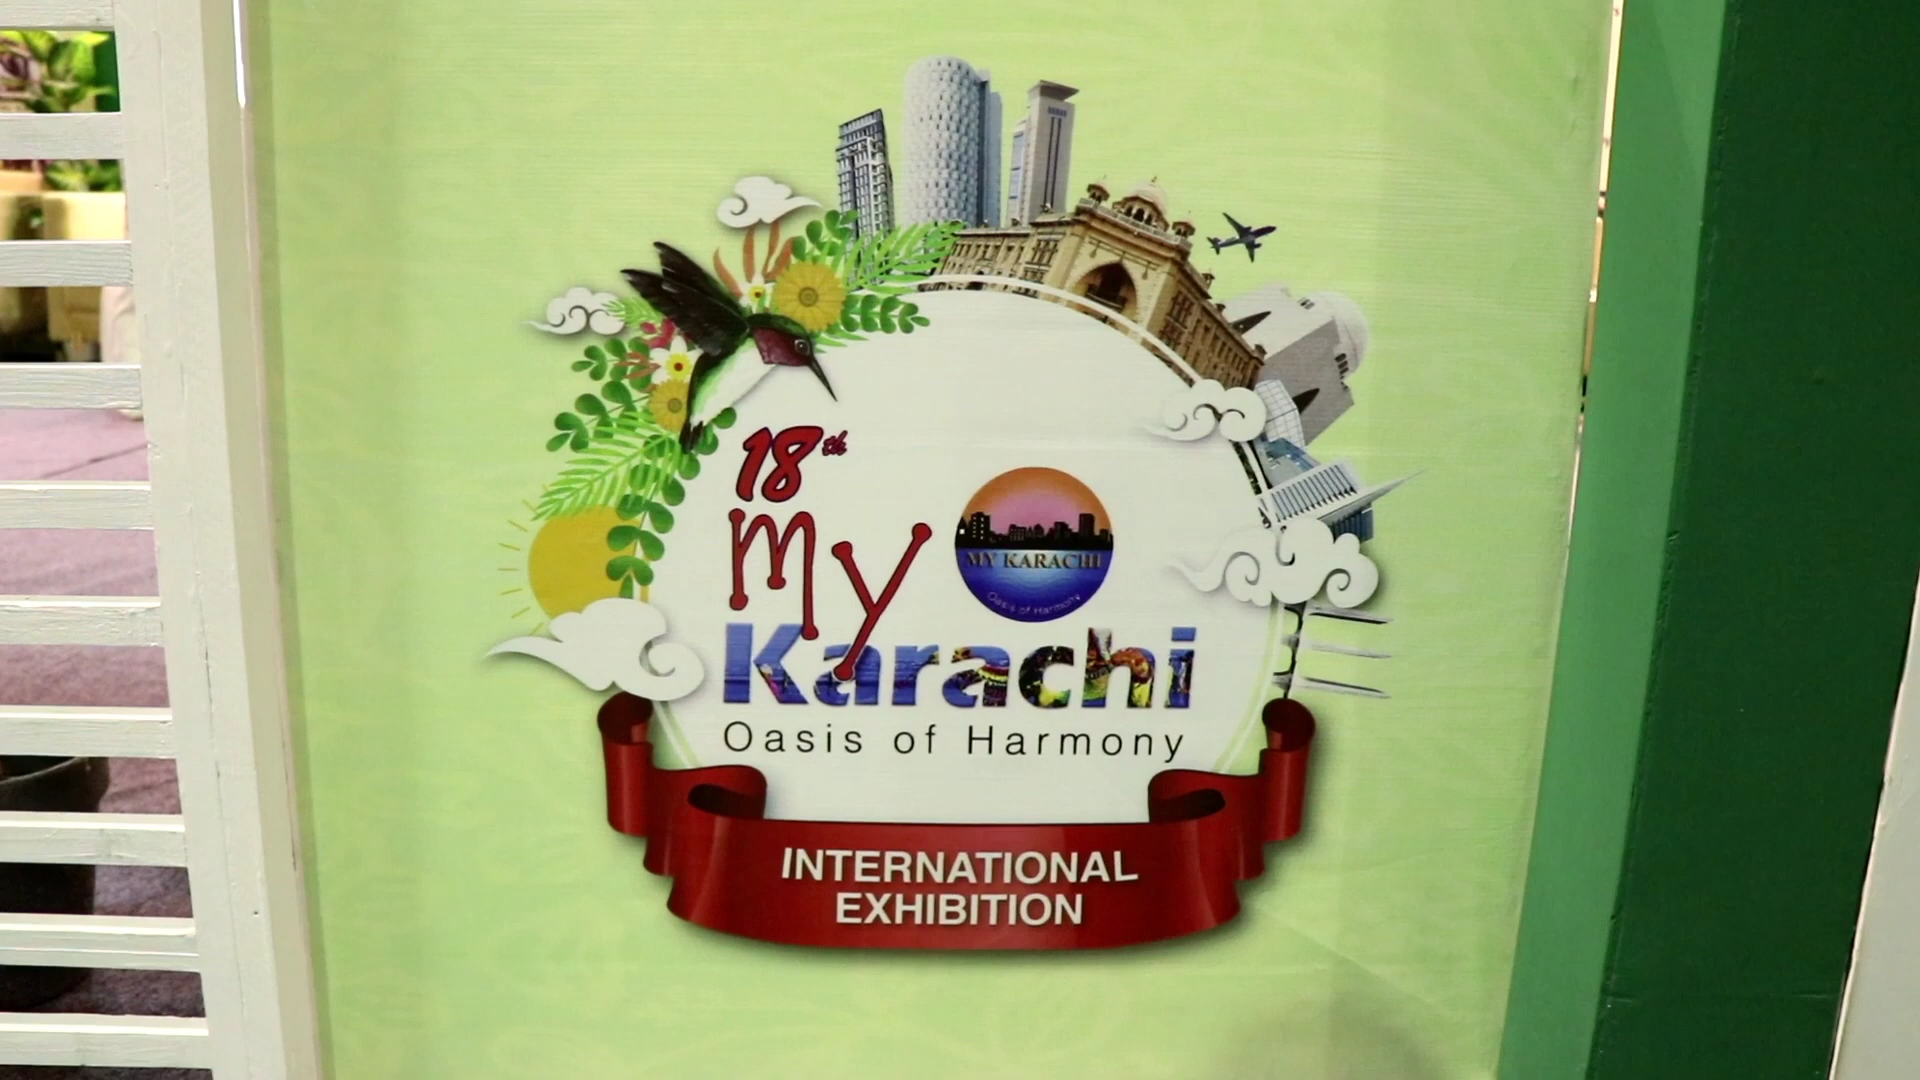 18th
My
MY KARACHI
Oasis of Harmony
Karachi
Oasis of Harmony
INTERNATIONAL
EXHIBITION